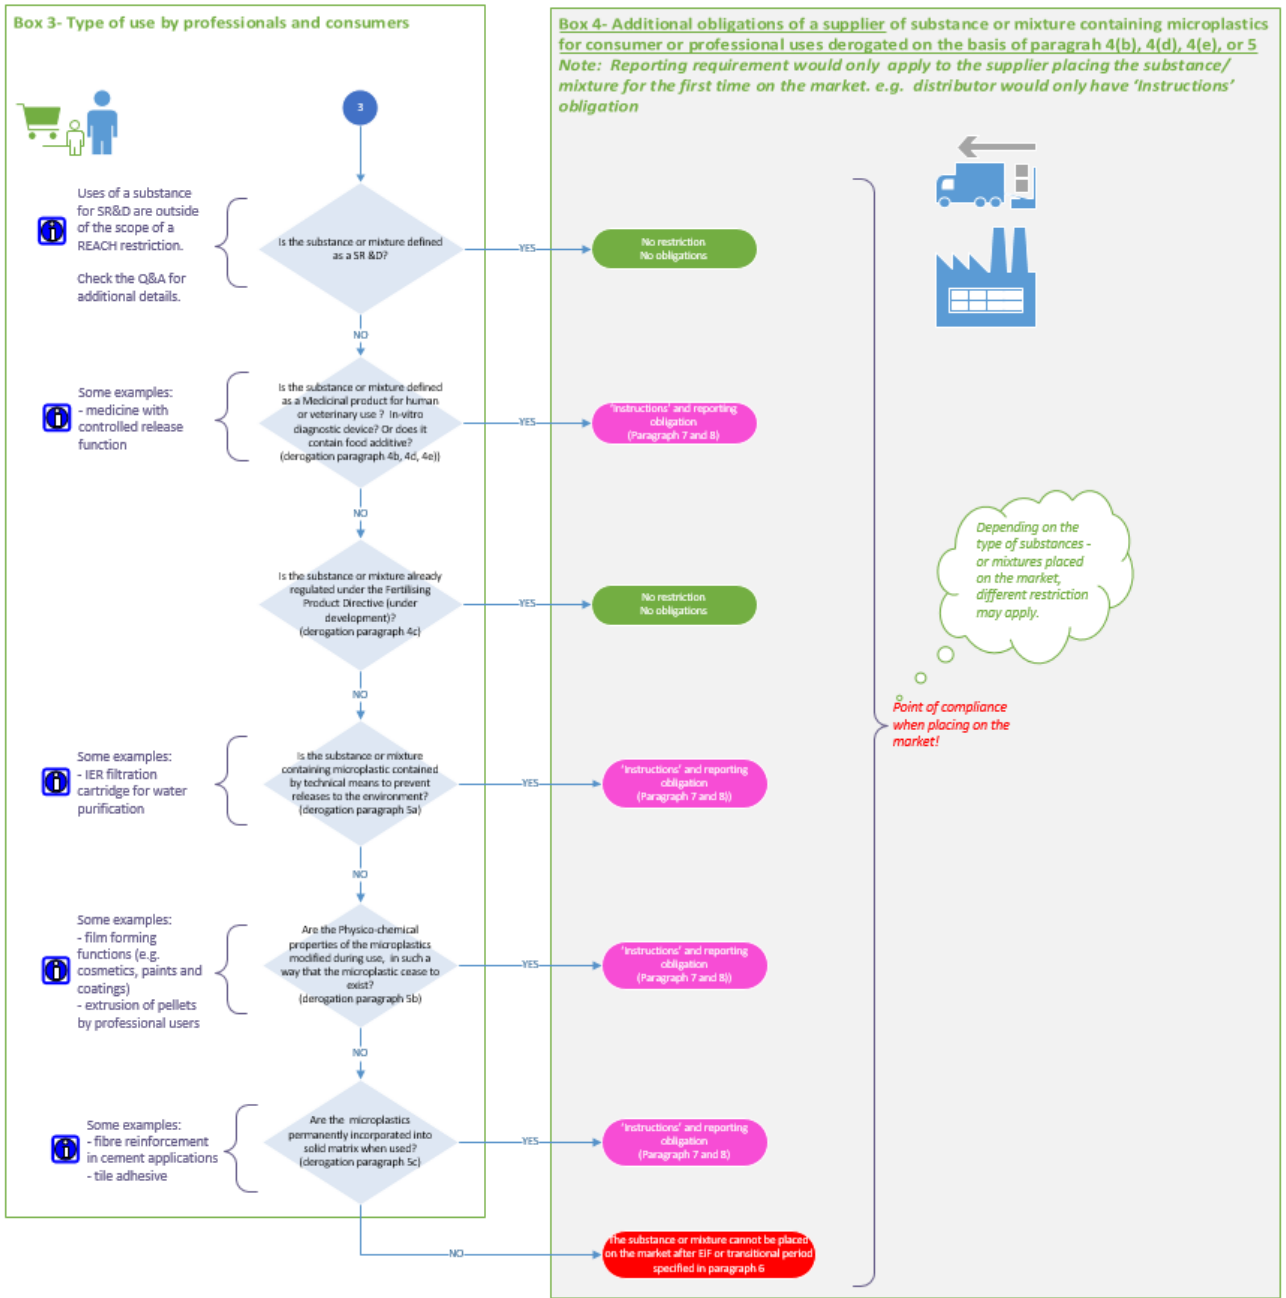 Box 3- Type of use by professionals and consumers
Box 4- Additional obligations of a supplier of substance or mixture containing microplastics
for consumer or professional uses derogated on the basis of paragrah 4(b), 4(d), 4(e), or 5
Note: Reporting requirement would only apply to the supplier placing the substance/
mixture for the first time on the market. e.g. distributor would only have ‘Instructions’
obligation
3
Uses of a substance
for SR&D are outside
of the scope of a
REACH restriction.
Check the Q&A for
additional details.
Is the substance or mixture defined
as a SR &D?
YES
No restriction
No obligations
NO
Some examples:
- medicine with
controlled release
function
Is the substance or mixture defined
as a Medicinal product for human
or veterinary use ? In-vitro
diagnostic device? Or does it
contain food additive?
(derogation paragraph 4b, 4d, 4e))
YES
‘Instructions’ and reporting
obligation
(Paragraph 7 and 8)
NO
Is the substance or mixture already
regulated under the Fertilising
Product Directive (under
development)?
(derogation paragraph 4c)
YES
No restriction
No obligations
Depending on the
type of substances -
or mixtures placed
on the market,
different restriction
may apply.
NO
Point of compliance
when placing on the
market!
Some examples:
- IER filtration
cartridge for water
purification
Is the substance or mixture
containing microplastic contained
by technical means to prevent
releases to the environment?
(derogation paragraph 5a)
YES
‘Instructions’ and reporting
obligation
(Paragraph 7 and 8))
NO
Some examples:
- film forming
functions (e.g.
cosmetics, paints and
coatings)
- extrusion of pellets
by professional users
Are the Physico-chemical
properties of the microplastics
modified during use, in such a
way that the microplastic cease to
exist?
(derogation paragraph 5b)
YES
‘Instructions’ and reporting
obligation
(Paragraph 7 and 8))
NO
Some examples:
- fibre reinforcement
in cement applications
- tile adhesive
Are the microplastics
permanently incorporated into
solid matrix when used?
(derogation paragraph 5c)
YES
‘Instructions’ and reporting
obligation
(Paragraph 7 and 8)
NO
The substance or mixture cannot be placed
on the market after EIF or transitional period
specified in paragraph 6